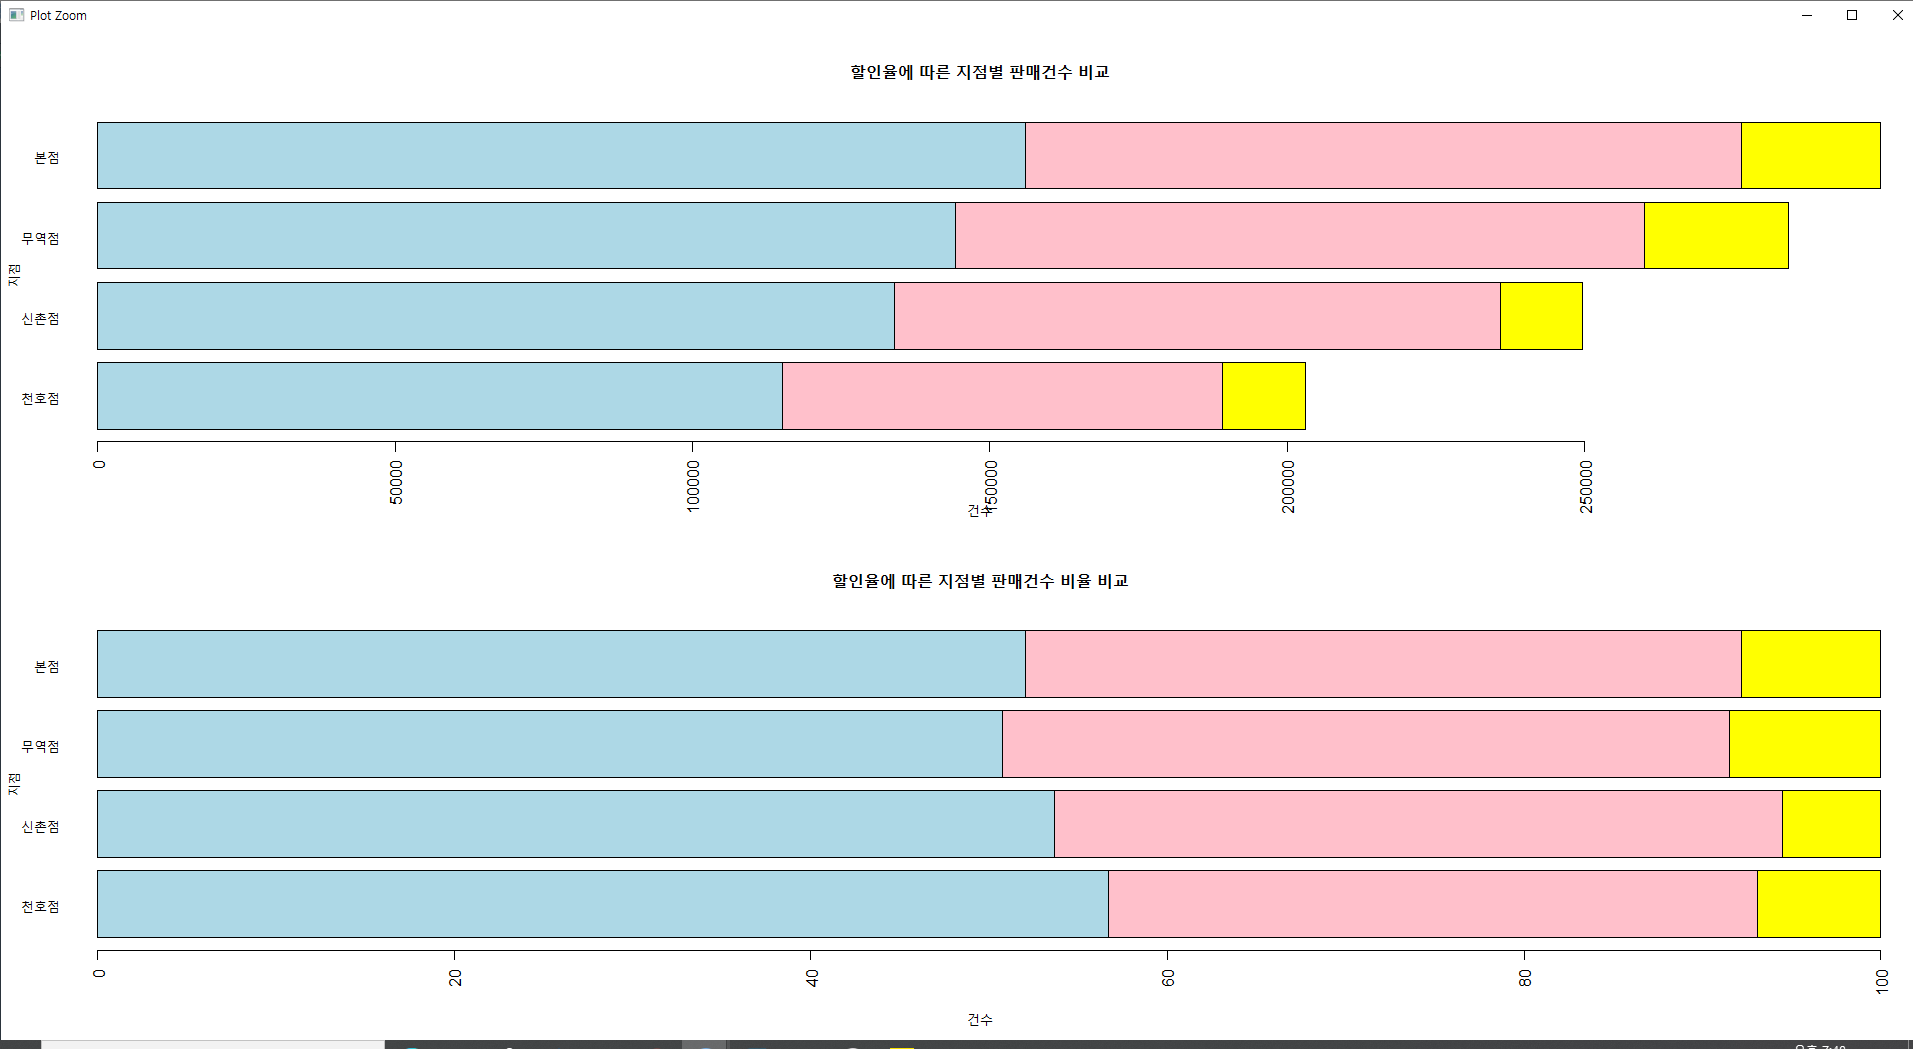 Plot Zoom
할인율에 따른 지점별 판매건수 비교
본점
무역점
지점
신촌점
천호점
0 50000 100000 150000 200000 250000
건수
할인율에 따른 지점별 판매건수 비율 비교
본점
무역점
지점
신촌점
천호점
0 20 40 60 80 100
건수